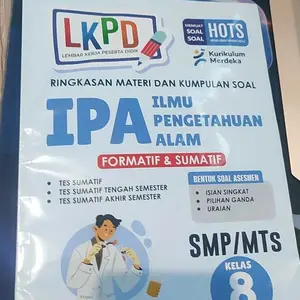 LKPD
LEMBAR KERJA PESERTA DIDIK
MEMUAT SOAL SOAL HOTS
Kurikulum Merdeka
RINGKASAN MATERI DAN KUMPULAN SOAL
IPA ILMU PENGETAHUAN ALAM
FORMATIF & SUMATIF
• TES SUMATIF
• TES SUMATIF TENGAH SEMESTER
• TES SUMATIF AKHIR SEMESTER
BENTUK SOAL ASESMEN
• ISIAN SINGKAT
• PILIHAN GANDA
• URAIAN
SMP/MTs
KELAS
8